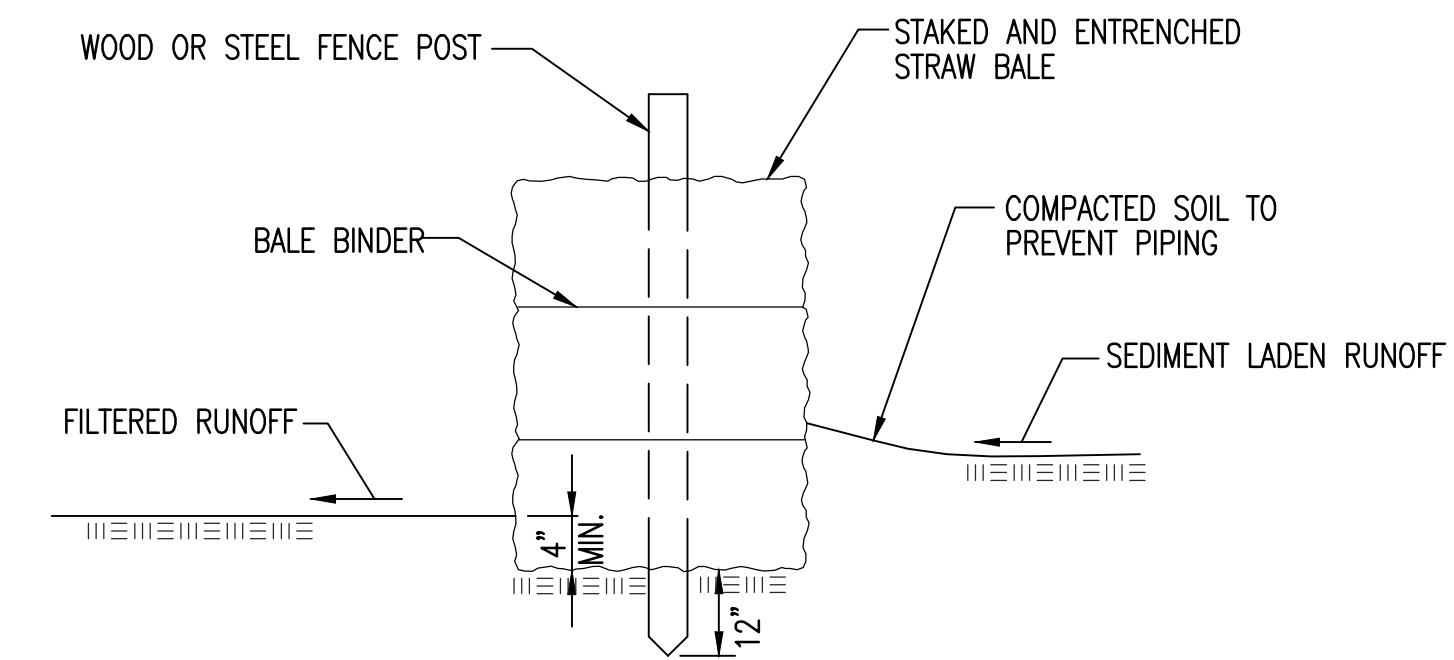 WOOD OR STEEL FENCE POST
STAKED AND ENTRENCHED
STRAW BALE
BALE BINDER
COMPACTED SOIL TO
PREVENT PIPING
SEDIMENT LADEN RUNOFF
FILTERED RUNOFF
4"
MIN.
12"